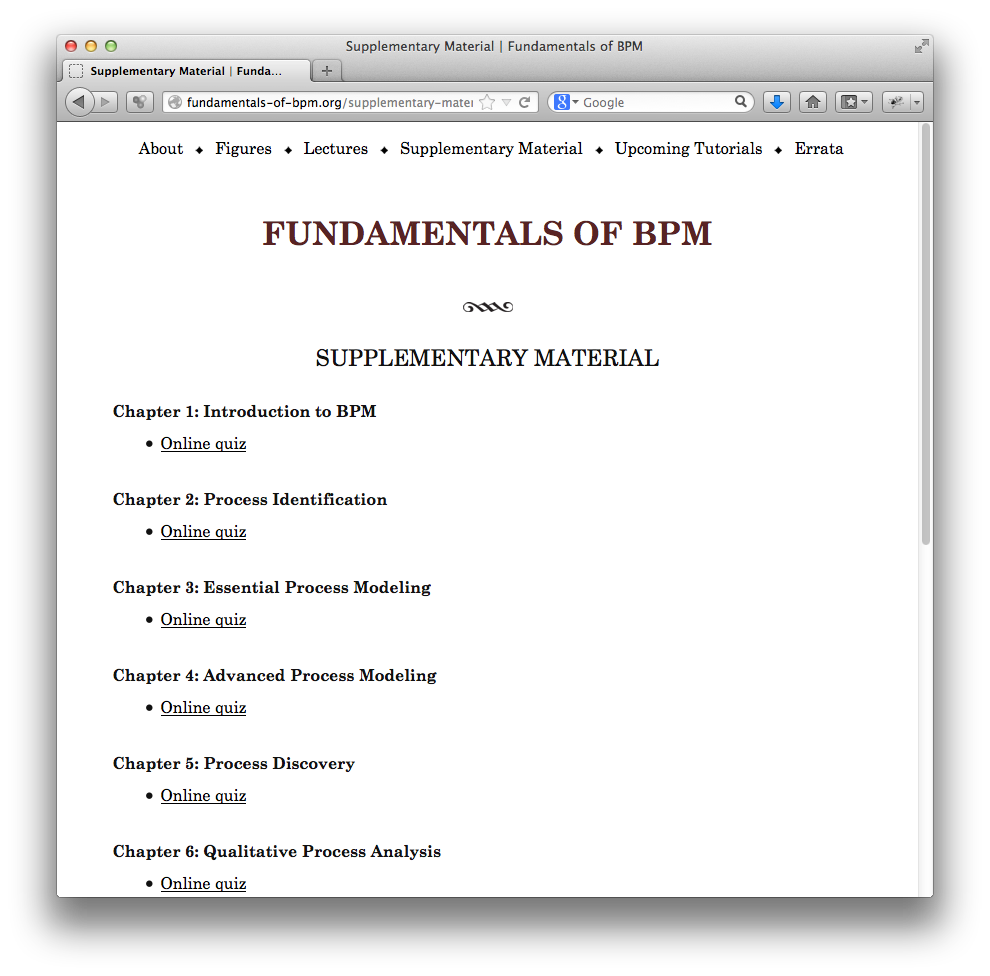 Supplementary Material | Fundamentals of BPM
Supplementary Material | Funda...
fundamentals-of-bpm.org/supplementary-mater
Google
About ⬥ Figures ⬥ Lectures ⬥ Supplementary Material ⬥ Upcoming Tutorials ⬥ Errata
FUNDAMENTALS OF BPM
SUPPLEMENTARY MATERIAL
Chapter 1: Introduction to BPM
• Online quiz
Chapter 2: Process Identification
• Online quiz
Chapter 3: Essential Process Modeling
• Online quiz
Chapter 4: Advanced Process Modeling
• Online quiz
Chapter 5: Process Discovery
• Online quiz
Chapter 6: Qualitative Process Analysis
• Online quiz